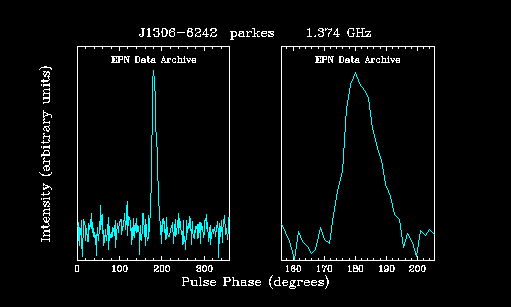 J1306-6242 parkes 1.374 GHz
EPN Data Archive EPN Data Archive
Intensity (arbitrary units)
0 100 200 300 160 170 180 190 200
Pulse Phase (degrees)